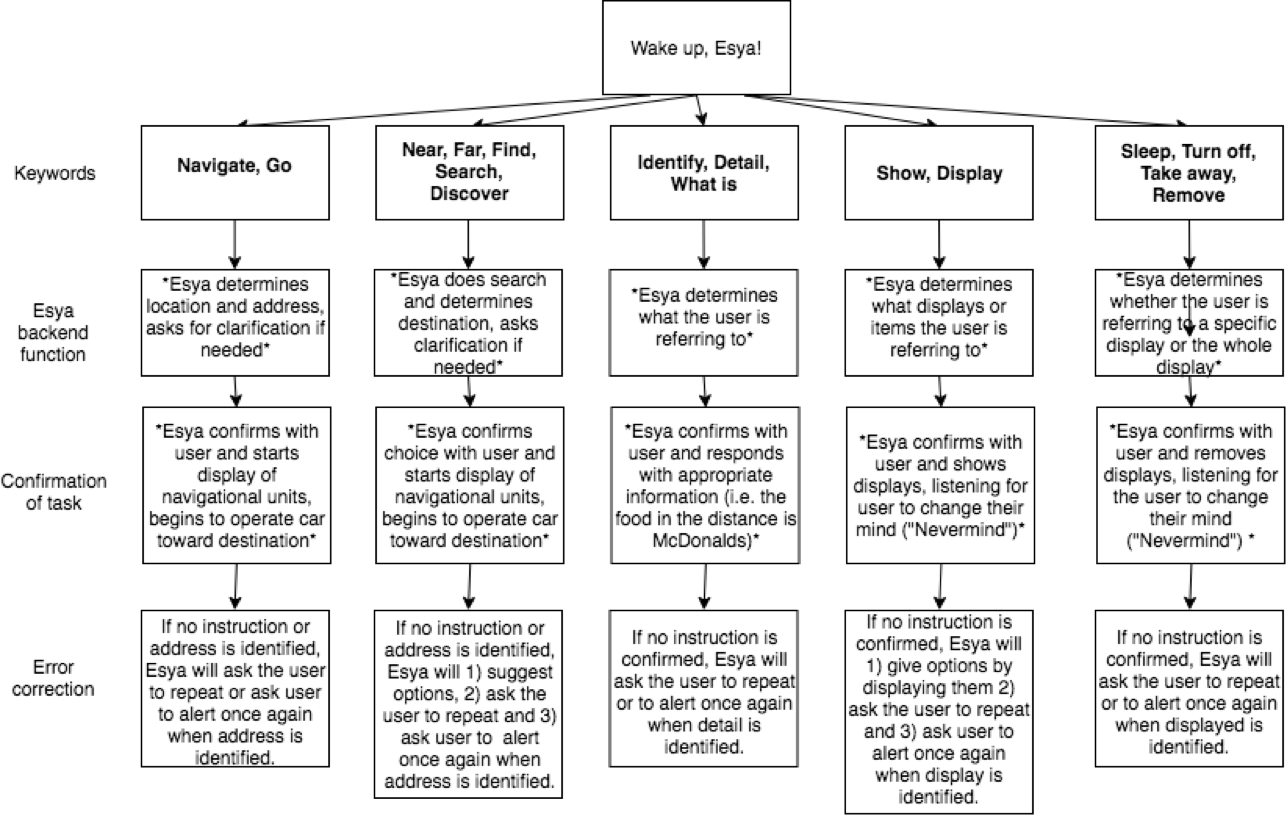 Wake up, Esya!
Keywords
Navigate, Go
Near, Far, Find,
Search,
Discover
Identify, Detail,
What is
Show, Display
Sleep, Turn off,
Take away,
Remove
Esya
backend
function
*Esya determines
location and address,
asks for clarification if
needed*
*Esya does search
and determines
destination, asks
clarification if
needed*
*Esya determines
what the user is
referring to*
*Esya determines
what displays or
items the user is
referring to*
*Esya determines
whether the user is
referring to a specific
display or the whole
display*
Confirmation
of task
*Esya confirms with
user and starts
display of
navigational units,
begins to operate car
toward destination*
*Esya confirms
choice with user and
starts display of
navigational units,
begins to operate car
toward destination*
*Esya confirms with
user and responds
with appropriate
information (i.e. the
food in the distance is
McDonalds)*
*Esya confirms with
user and shows
displays, listening for
user to change their
mind ("Nevermind")*
*Esya confirms with
user and removes
displays, listening for
the user to change
their mind
("Nevermind") *
Error
correction
If no instruction or
address is identified,
Esya will ask the user
to repeat or ask user
to alert once again
when address is
identified.
If no instruction or
address is identified,
Esya will 1) suggest
options, 2) ask the
user to repeat and 3)
ask user to alert
once again when
address is identified.
If no instruction is
confirmed, Esya will
ask the user to repeat
or to alert once again
when detail is
identified.
If no instruction is
confirmed, Esya will
1) give options by
displaying them 2)
ask the user to repeat
and 3) ask user to
alert once again
when display is
identified.
If no instruction is
confirmed, Esya will
ask the user to repeat
or to alert once again
when displayed is
identified.